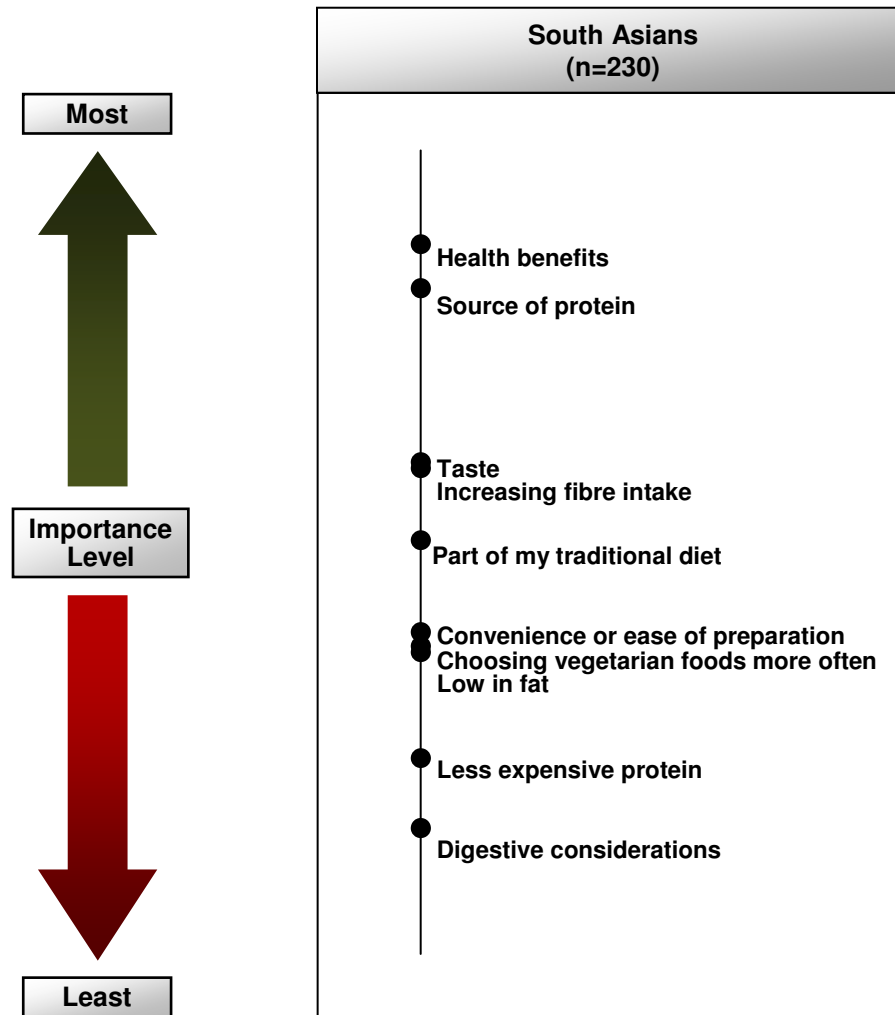 South Asians
(n=230)
Most
Health benefits
Source of protein
Taste
Increasing fibre intake
Importance
Level
Part of my traditional diet
Convenience or ease of preparation
Choosing vegetarian foods more often
Low in fat
Less expensive protein
Digestive considerations
Least